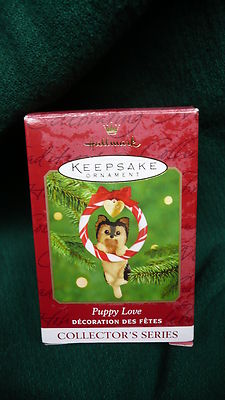 Hallmark
KEEPSAKE
ORNAMENT
Puppy Love
DÉCORATION DES FÊTES
COLLECTOR'S SERIES